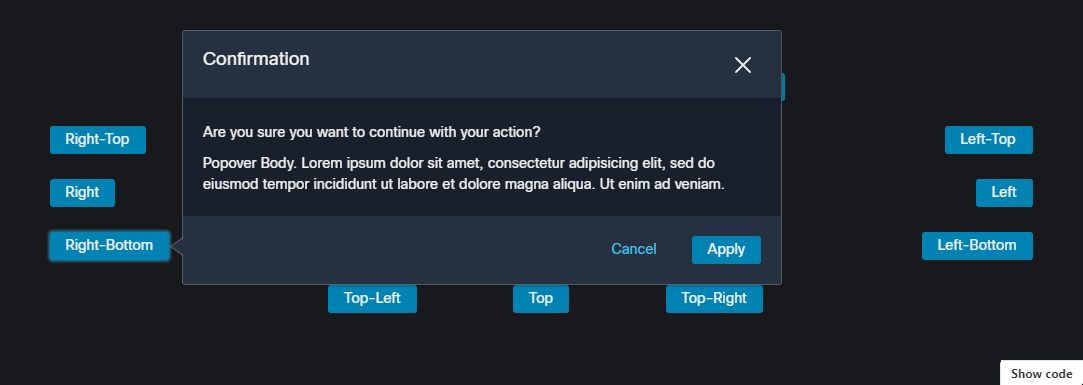 Confirmation
Are you sure you want to continue with your action?
Popover Body. Lorem ipsum dolor sit amet, consectetur adipisicing elit, sed do
eiusmod tempor incididunt ut labore et dolore magna aliqua. Ut enim ad veniam.
Cancel
Apply
Right-Top
Left-Top
Right
Left
Right-Bottom
Left-Bottom
Top-Left
Top
Top-Right
Show code